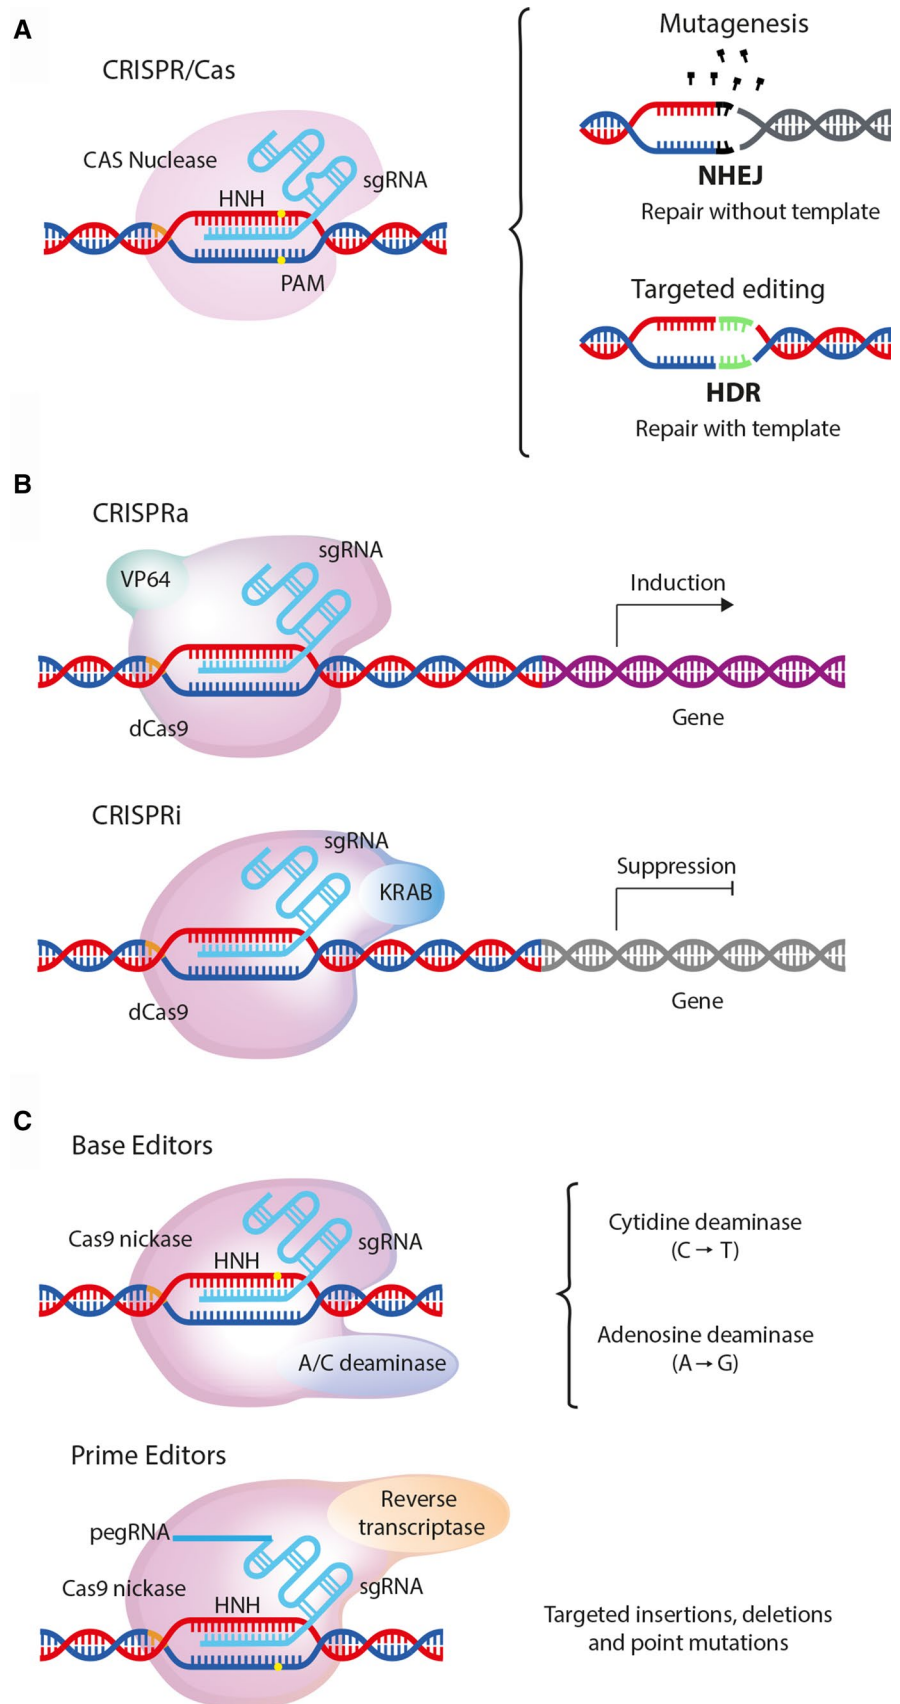 A
CRISPR/Cas
CAS Nuclease
HNH
sgRNA
PAM
Mutagenesis
NHEJ
Repair without template
Targeted editing
HDR
Repair with template
B
CRISPRa
VP64
sgRNA
dCas9
Induction
Gene
CRISPRi
sgRNA
KRAB
dCas9
Suppression
Gene
C
Base Editors
Cas9 nickase
HNH
sgRNA
A/C deaminase
Cytidine deaminase
(C → T)
Adenosine deaminase
(A → G)
Prime Editors
Reverse
transcriptase
pegRNA
Cas9 nickase
sgRNA
HNH
Targeted insertions, deletions
and point mutations